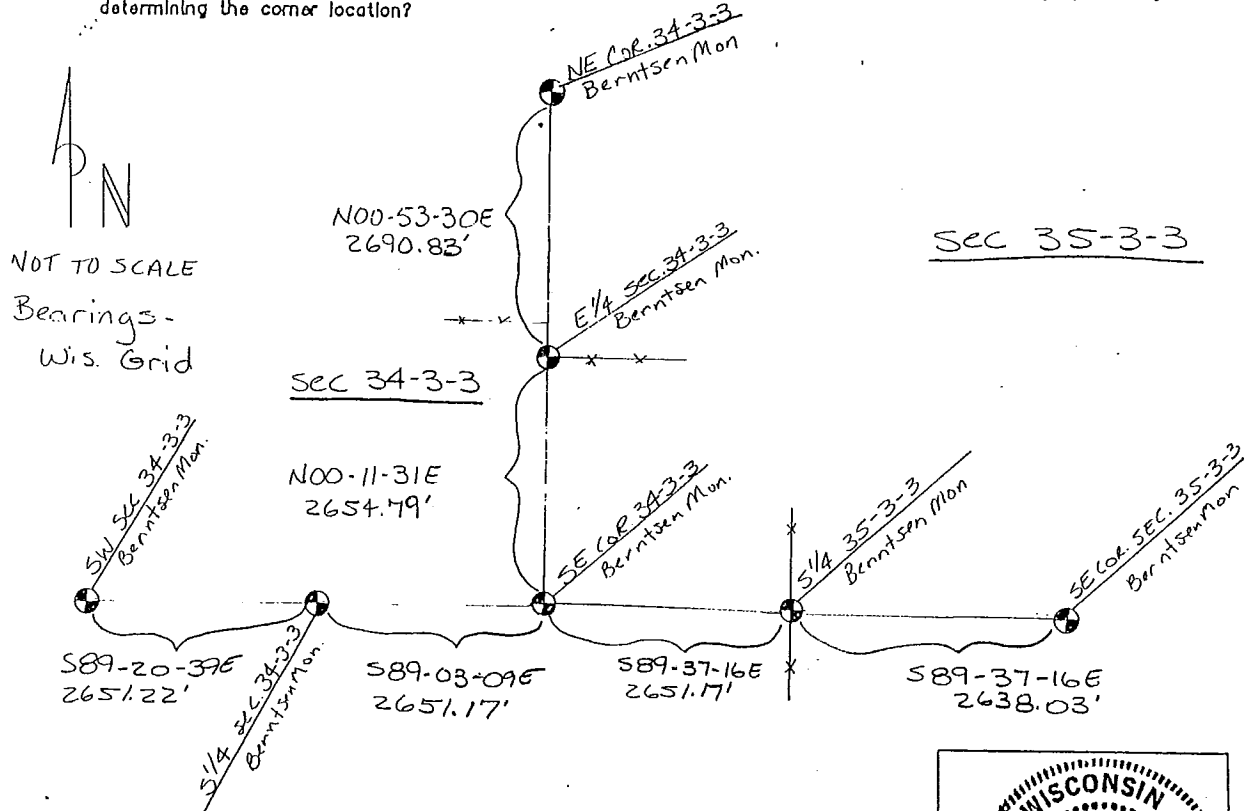 determining the corner location?
NE COR. 34-3-3
Berntsen Mon
N
NOT TO SCALE
Bearings-
Wis. Grid
N00-53-30E
2690.83'
E 1/4 SEC. 34-3-3
Berntsen Mon.
Sec 35-3-3
Sec 34-3-3
N00-11-31E
2654.79'
SW SEC 34-3-3
Berntsen Mon.
SE COR. 34-3-3
Berntsen Mon.
S 1/4 35-3-3
Berntsen Mon
SE COR. SEC. 35-3-3
Berntsen Mon
S89-20-39E
2651.22'
S 1/4 SEC. 34-3-3
Berntsen Mon.
S89-03-09E
2651.17'
S89-37-16E
2651.17'
S89-37-16E
2638.03'
WISCONSIN